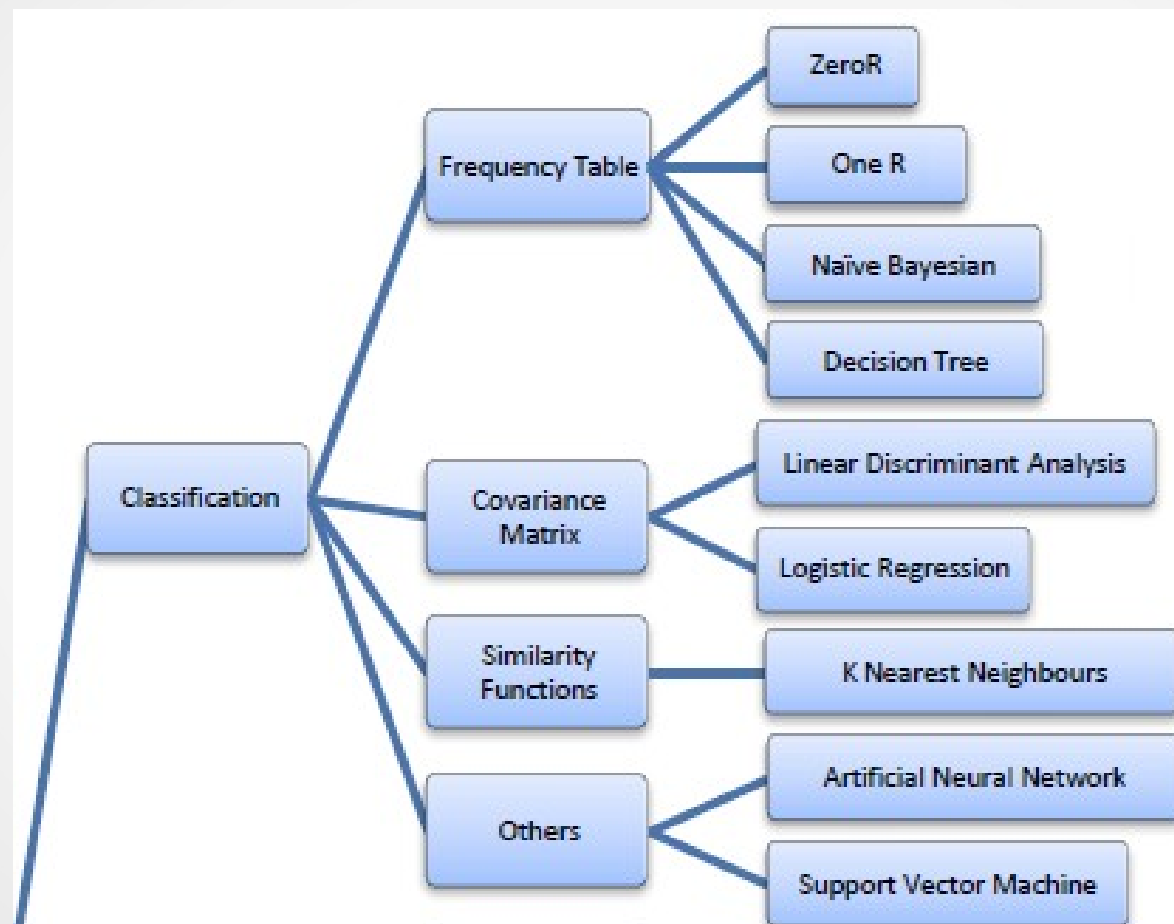 ZeroR
Frequency Table
One R
Naïve Bayesian
Decision Tree
Classification
Covariance
Matrix
Linear Discriminant Analysis
Logistic Regression
Similarity
Functions
K Nearest Neighbours
Others
Artificial Neural Network
Support Vector Machine